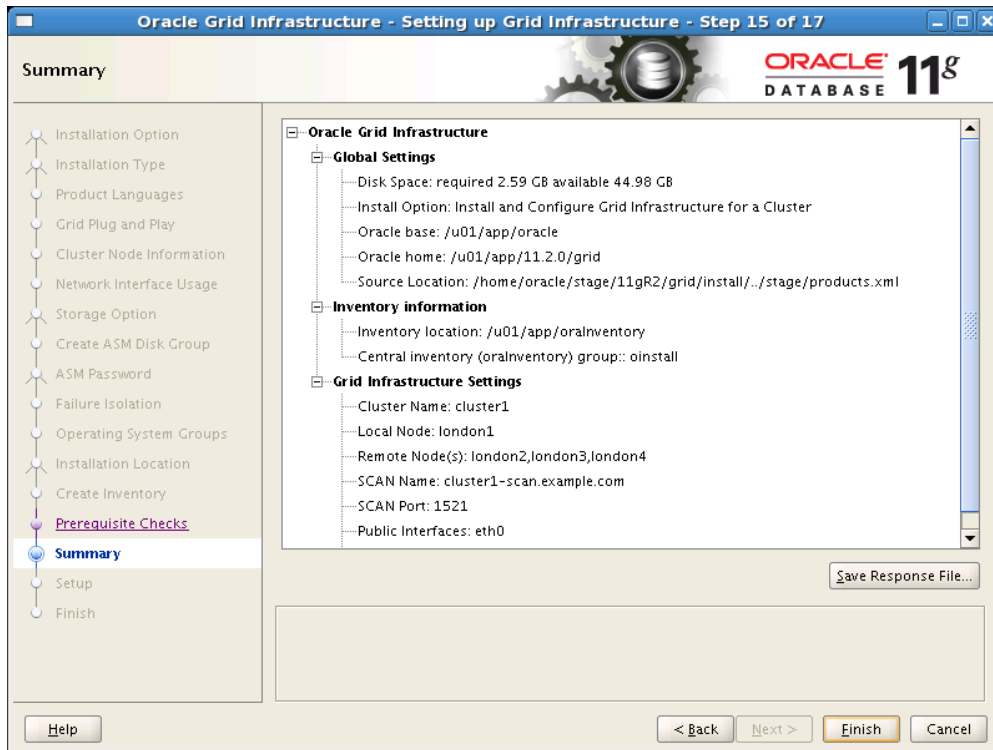 Oracle Grid Infrastructure - Setting up Grid Infrastructure - Step 15 of 17
Summary
ORACLE
DATABASE
11g
Installation Option
Installation Type
Product Languages
Grid Plug and Play
Cluster Node Information
Network Interface Usage
Storage Option
Create ASM Disk Group
ASM Password
Failure Isolation
Operating System Groups
Installation Location
Create Inventory
Prerequisite Checks
Summary
Setup
Finish
Oracle Grid Infrastructure
Global Settings
Disk Space: required 2.59 GB available 44.98 GB
Install Option: Install and Configure Grid Infrastructure for a Cluster
Oracle base: /u01/app/oracle
Oracle home: /u01/app/11.2.0/grid
Source Location: /home/oracle/stage/11gR2/grid/install/../stage/products.xml
Inventory information
Inventory location: /u01/app/oraInventory
Central inventory (oraInventory) group:: oinstall
Grid Infrastructure Settings
Cluster Name: cluster1
Local Node: london1
Remote Node(s): london2,london3,london4
SCAN Name: cluster1-scan.example.com
SCAN Port: 1521
Public Interfaces: eth0
Save Response File...
Help
< Back
Next >
Finish
Cancel